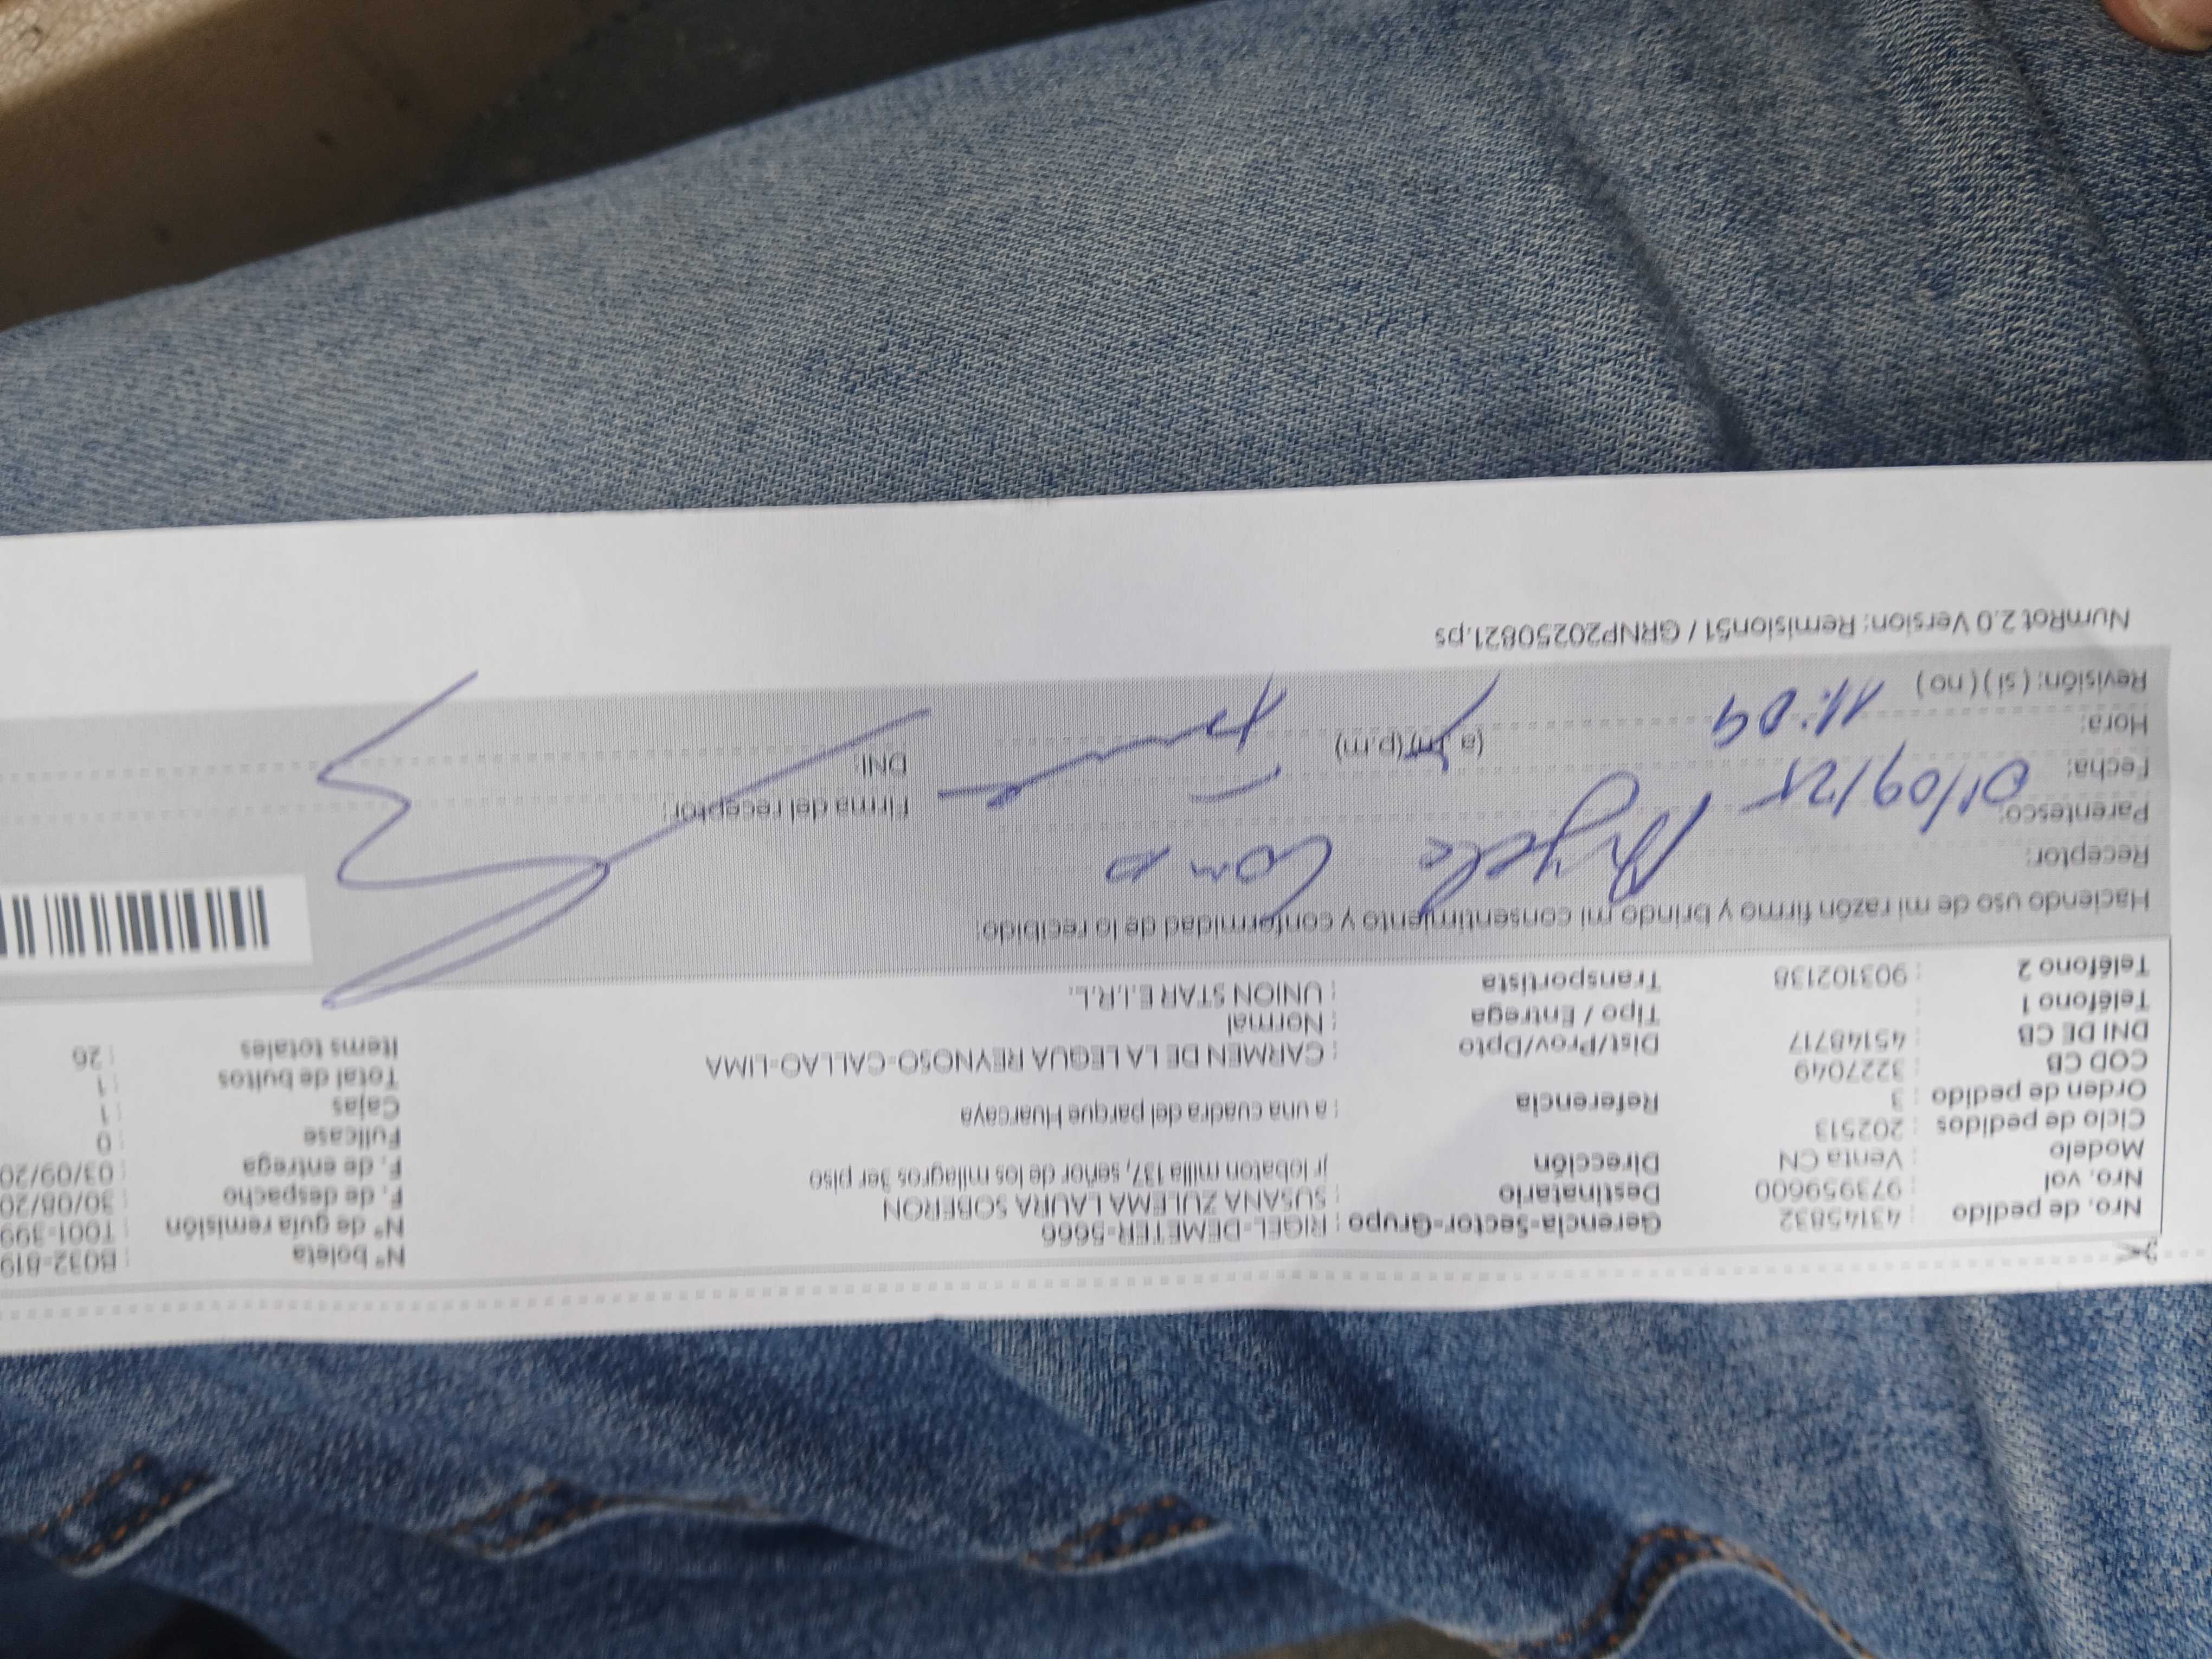 Nro. de pedido : 43145832 Gerencia-Sector-Grupo : RIGEL-DEMETER-5666 N° boleta : B032-819
Nro. vol : 973959600 Destinatario : SUSANA ZULEMA LAURA SOBERON N° de guía remisión : T001-399
Modelo : Venta CN Dirección : jr lobaton milla 137, señor de los milagros 3er piso F. de despacho : 30/08/20
Ciclo de pedidos : 202513 F. de entrega : 03/09/20
Orden de pedido : 3 Referencia : a una cuadra del parque Huarcaya Fullcase : 0
COD CB : 3227049 Cajas : 1
DNI DE CB : 45148717 Dist/Prov/Dpto : CARMEN DE LA LEGUA REYNOSO-CALLAO-LIMA Total de bultos : 1
Teléfono 1 : Tipo / Entrega : Normal Items totales : 26
Teléfono 2 : 903102138 Transportista : UNION STAR E.I.R.L.
Haciendo uso de mi razón firmo y brindo mi consentimiento y conformidad de lo recibido:
Receptor:
Parentesco: Firma del receptor:
Fecha: 01/09/25 DNI:
Hora: 11:09 (a.m) (p.m)
Revisión: ( si ) ( no )
NumRot 2.0 Version: Remision51 / GRNP20250821.ps